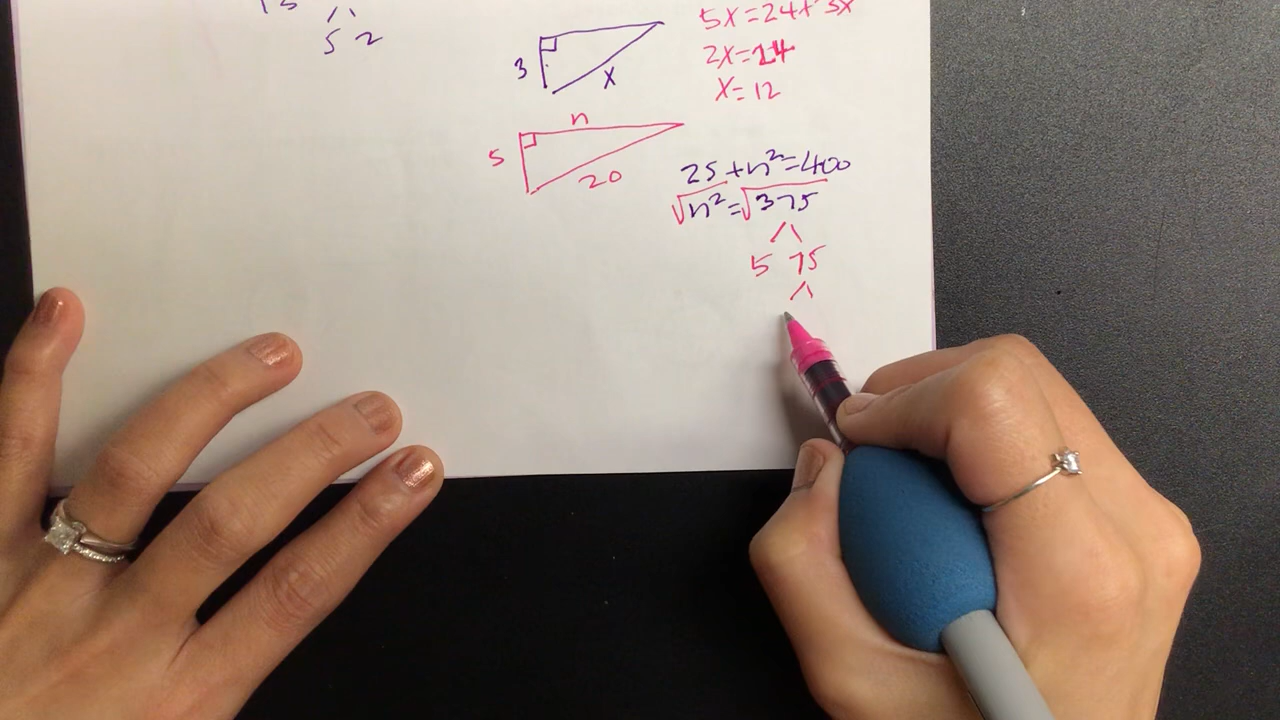 5 2
3
x
5x=24+3x
2x=24
x=12
n
5
20
25+n²=400
√n²=√375
5 75